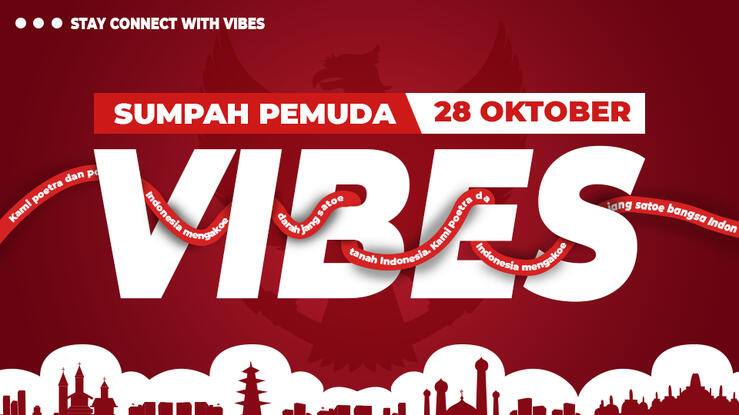 STAY CONNECT WITH VIBES
SUMPAH PEMUDA
28 OKTOBER
VIBES
Kami poetra dan po
Indonesia mengakoe
darah jang satoe
tanah Indonesia. Kami poetra da
Indonesia mengakoe
jang satoe bangsa Indon